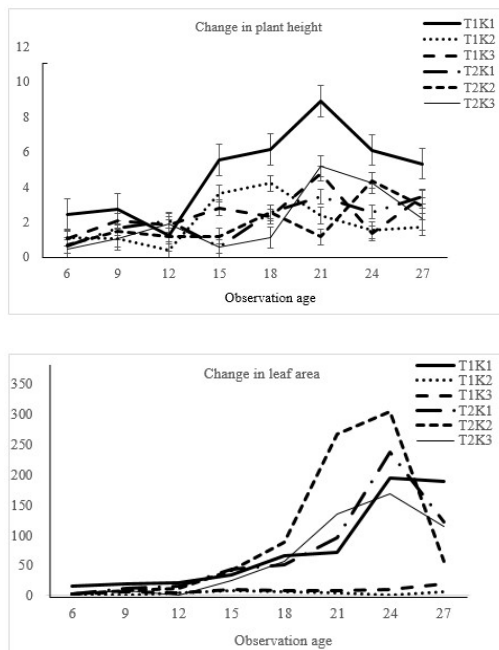 Change in plant height
T1K1
T1K2
T1K3
T2K1
T2K2
T2K3
12
10
8
6
4
2
0
6 9 12 15 18 21 24 27
Observation age
Change in leaf area
T1K1
T1K2
T1K3
T2K1
T2K2
T2K3
350
300
250
200
150
100
50
0
6 9 12 15 18 21 24 27
Observation age